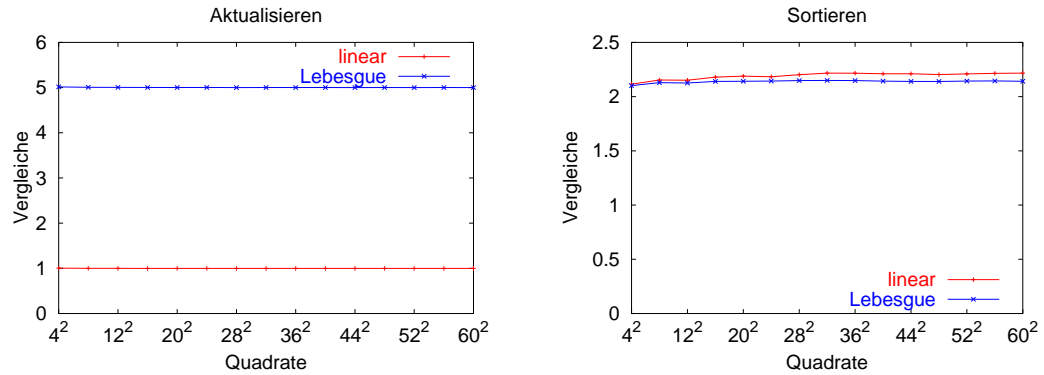 Aktualisieren
6
5
4
3
2
1
0
Vergleiche
linear
Lebesgue
4² 12² 20² 28² 36² 44² 52² 60²
Quadrate
Sortieren
2.5
2
1.5
1
0.5
0
Vergleiche
linear
Lebesgue
4² 12² 20² 28² 36² 44² 52² 60²
Quadrate